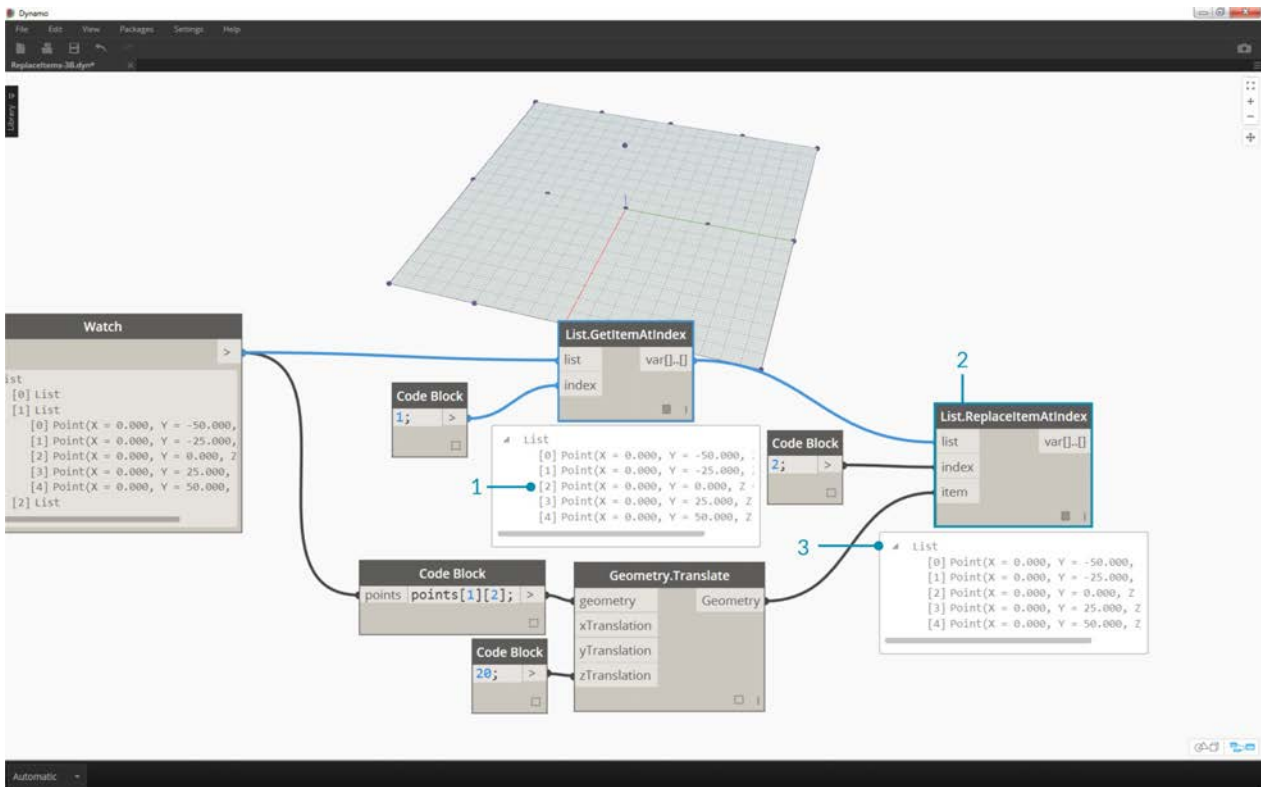 Dynamo
File Edit View Packages Settings Help
ReplaceItems-3B.dyn*
Library
Watch
>
ist
[0] List
[1] List
[0] Point(X = 0.000, Y = -50.000,
[1] Point(X = 0.000, Y = -25.000,
[2] Point(X = 0.000, Y = 0.000, Z
[3] Point(X = 0.000, Y = 25.000,
[4] Point(X = 0.000, Y = 50.000,
[2] List
Code Block
1; >
List.GetItemAtIndex
list var[]..[]
index
1
List
[0] Point(X = 0.000, Y = -50.000,
[1] Point(X = 0.000, Y = -25.000,
[2] Point(X = 0.000, Y = 0.000, Z
[3] Point(X = 0.000, Y = 25.000, Z
[4] Point(X = 0.000, Y = 50.000, Z
Code Block
2; >
2
List.ReplaceItemAtIndex
list var[]..[]
index
item
3
List
[0] Point(X = 0.000, Y = -50.000,
[1] Point(X = 0.000, Y = -25.000,
[2] Point(X = 0.000, Y = 0.000, Z
[3] Point(X = 0.000, Y = 25.000, Z
[4] Point(X = 0.000, Y = 50.000, Z
Code Block
points points[1][2]; >
Code Block
20; >
Geometry.Translate
geometry Geometry
xTranslation
yTranslation
zTranslation
Automatic